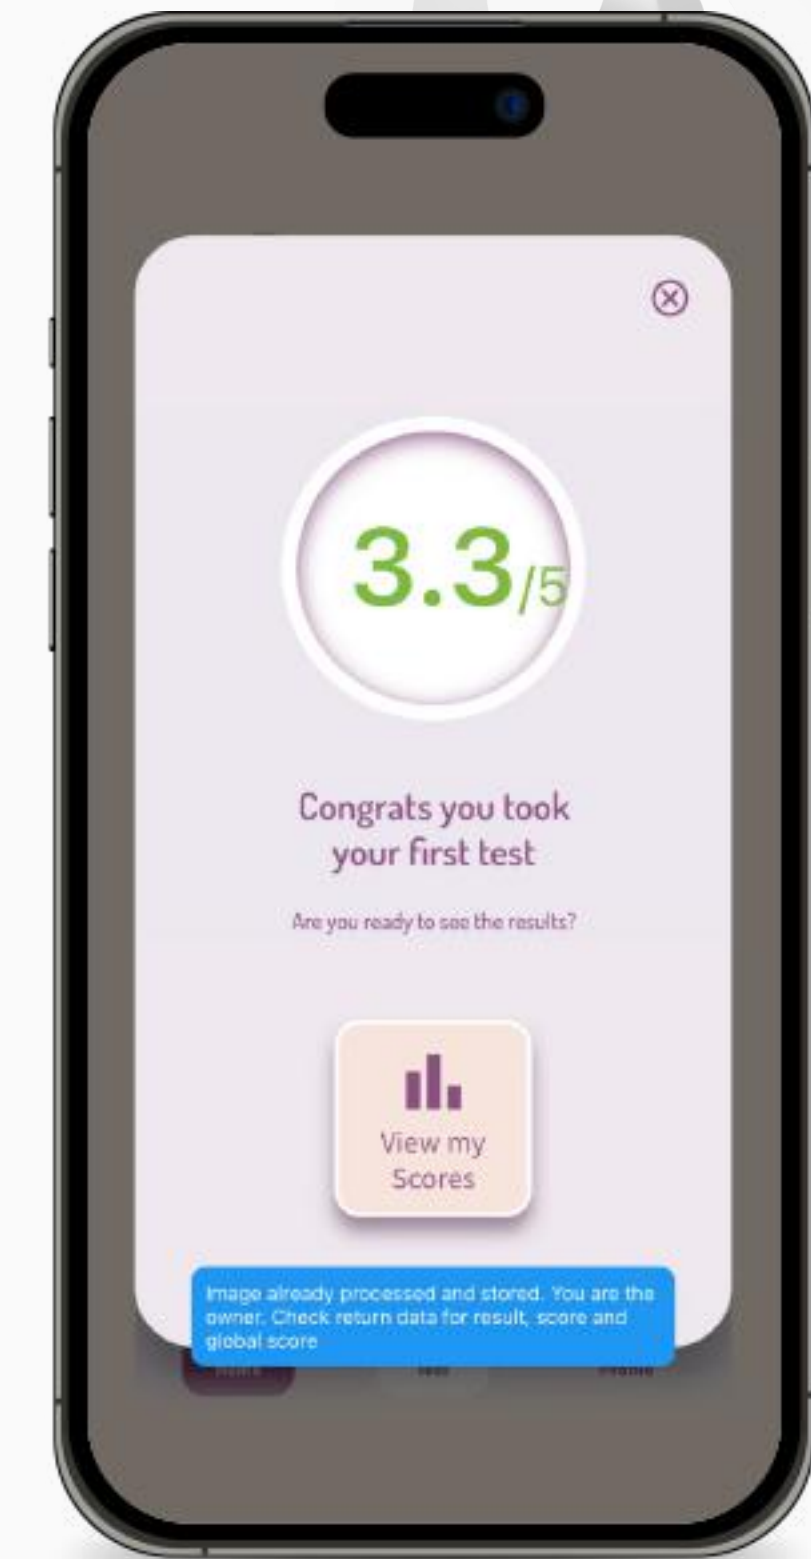 3.3/5
Congrats you took
your first test
Are you ready to see the results?
View my
Scores
Image already processed and stored. You are the
owner. Check return data for result, score and
global score